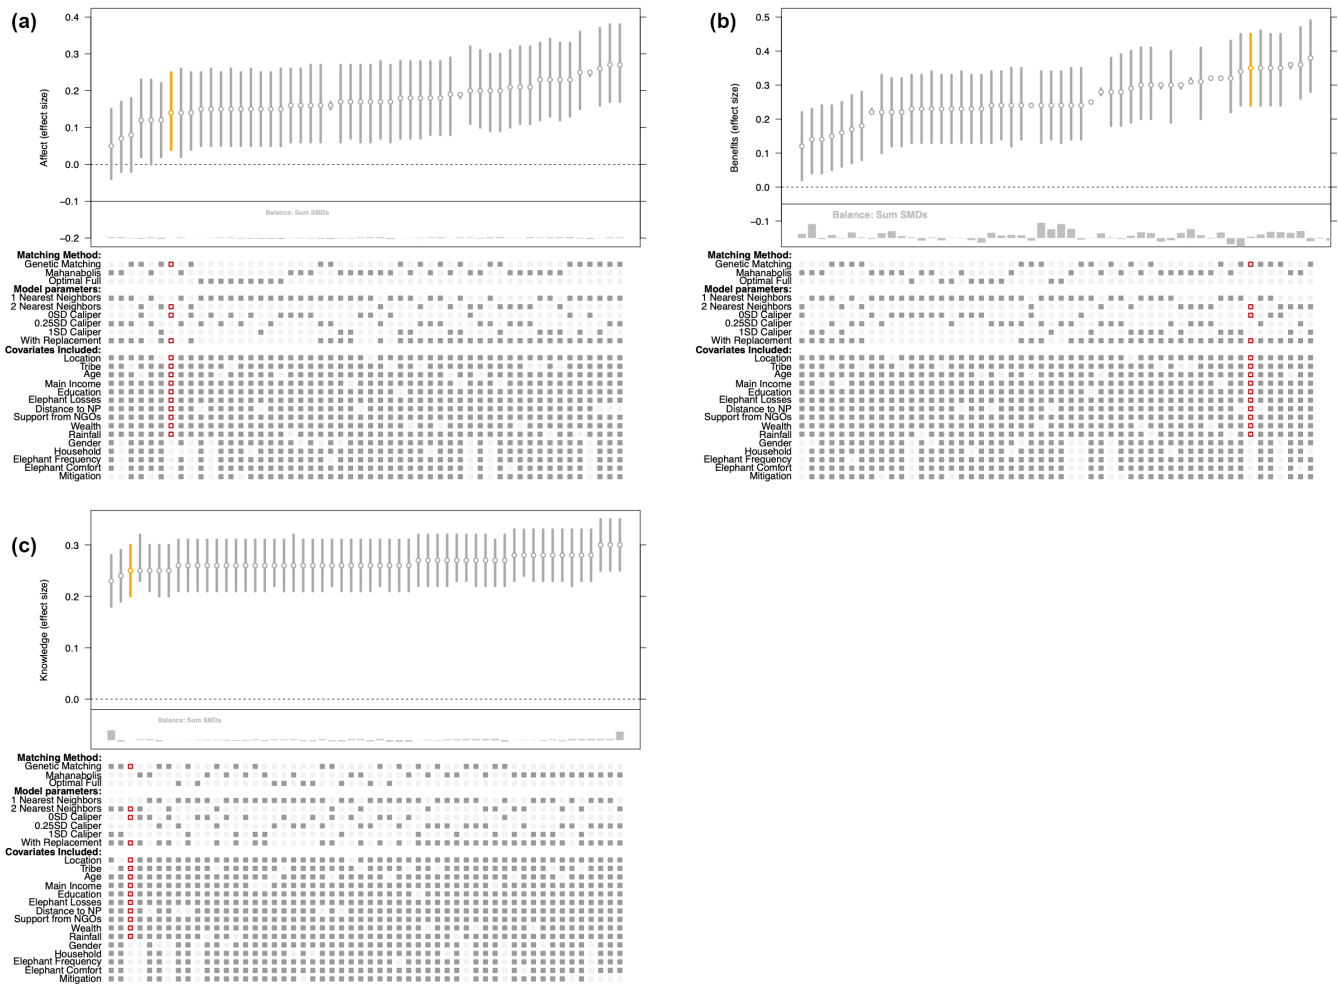 (a)
0.4
0.3
0.2
0.1
0.0
−0.1
−0.2
Affect (effect size)
Balance: Sum SMDs
Matching Method:
Genetic Matching
Mahanabolis
Optimal Full
Model parameters:
1 Nearest Neighbors
2 Nearest Neighbors
0SD Caliper
0.25SD Caliper
1SD Caliper
With Replacement
Covariates Included:
Location
Tribe
Age
Main Income
Education
Elephant Losses
Distance to NP
Support from NGOs
Wealth
Rainfall
Gender
Household
Elephant Frequency
Elephant Comfort
Mitigation
(b)
0.5
0.4
0.3
0.2
0.1
0.0
−0.1
Benefits (effect size)
Balance: Sum SMDs
Matching Method:
Genetic Matching
Mahanabolis
Optimal Full
Model parameters:
1 Nearest Neighbors
2 Nearest Neighbors
0SD Caliper
0.25SD Caliper
1SD Caliper
With Replacement
Covariates Included:
Location
Tribe
Age
Main Income
Education
Elephant Losses
Distance to NP
Support from NGOs
Wealth
Rainfall
Gender
Household
Elephant Frequency
Elephant Comfort
Mitigation
(c)
0.3
0.2
0.1
0.0
Knowledge (effect size)
Balance: Sum SMDs
Matching Method:
Genetic Matching
Mahanabolis
Optimal Full
Model parameters:
1 Nearest Neighbors
2 Nearest Neighbors
0SD Caliper
0.25SD Caliper
1SD Caliper
With Replacement
Covariates Included:
Location
Tribe
Age
Main Income
Education
Elephant Losses
Distance to NP
Support from NGOs
Wealth
Rainfall
Gender
Household
Elephant Frequency
Elephant Comfort
Mitigation